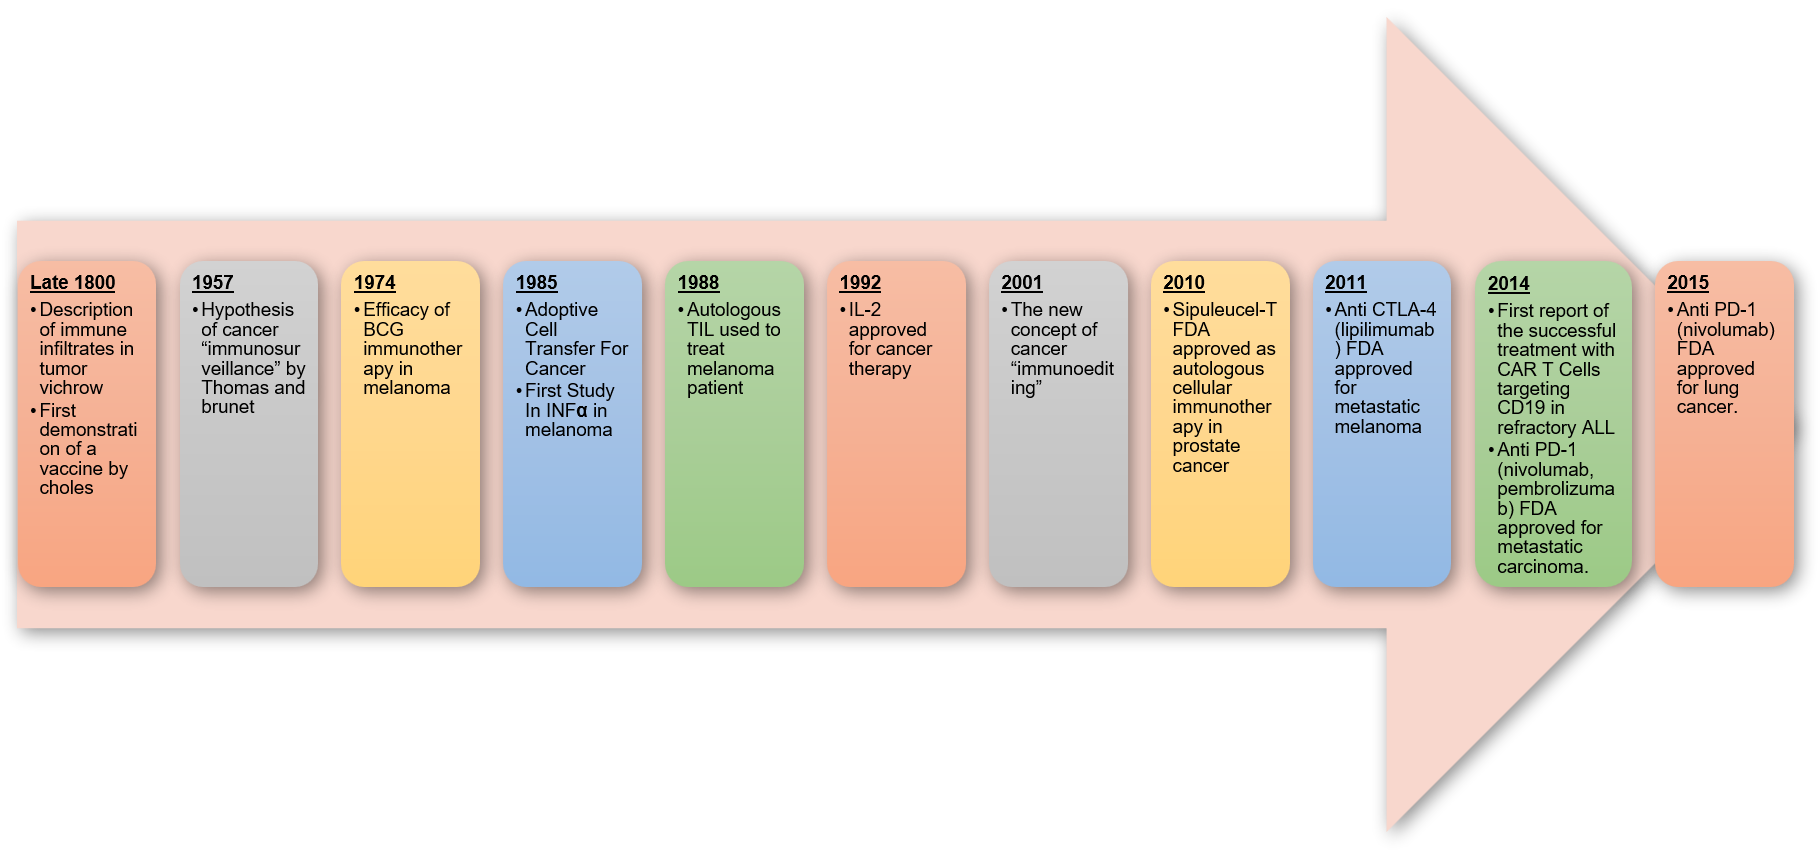 Late 1800
• Description
of immune
infiltrates in
tumor
vichrow
• First
demonstrati
on of a
vaccine by
choles
1957
• Hypothesis
of cancer
“immunosur
veillance” by
Thomas and
brunet
1974
• Efficacy of
BCG
immunother
apy in
melanoma
1985
• Adoptive
Cell
Transfer For
Cancer
• First Study
In INFα in
melanoma
1988
• Autologous
TIL used to
treat
melanoma
patient
1992
• IL-2
approved
for cancer
therapy
2001
• The new
concept of
cancer
“immunoedit
ing”
2010
• Sipuleucel-T
FDA
approved as
autologous
cellular
immunother
apy in
prostate
cancer
2011
• Anti CTLA-4
(lipilimumab
) FDA
approved
for
metastatic
melanoma
2014
• First report of
the successful
treatment with
CAR T Cells
targeting
CD19 in
refractory ALL
• Anti PD-1
(nivolumab,
pembrolizuma
b) FDA
approved for
metastatic
carcinoma.
2015
• Anti PD-1
(nivolumab)
FDA
approved
for lung
cancer.